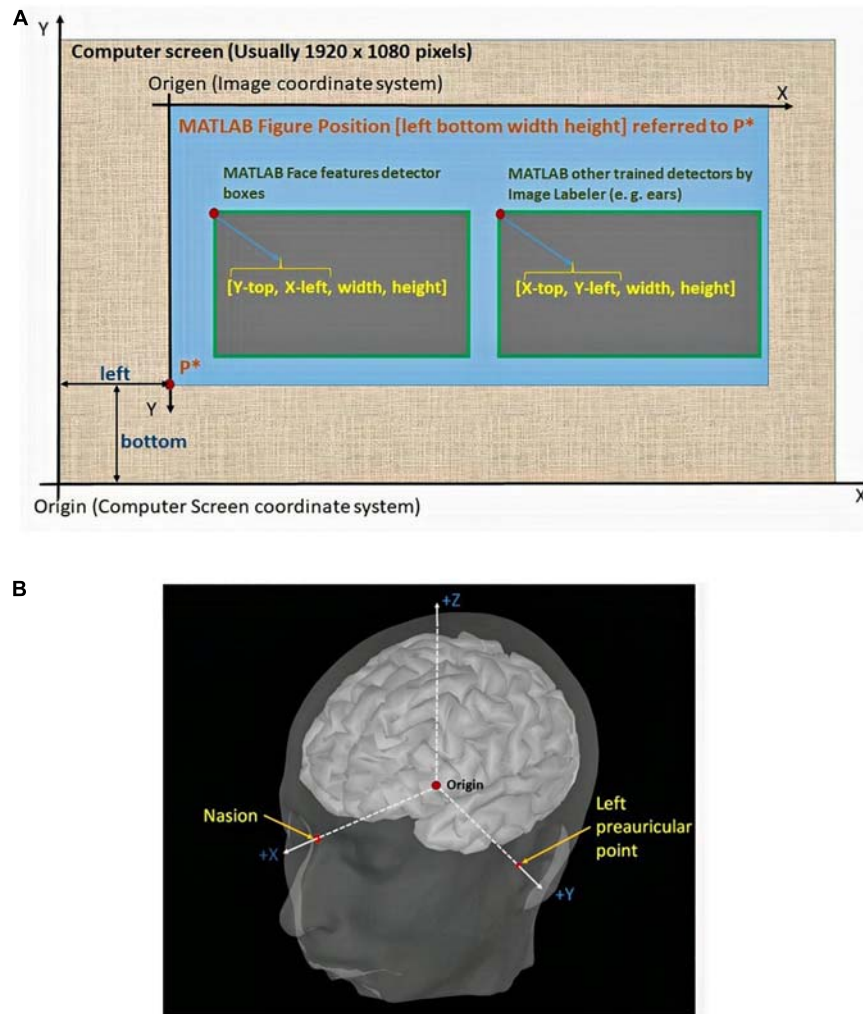 A
Y
Computer screen (Usually 1920 x 1080 pixels)
Origen (Image coordinate system)
X
MATLAB Figure Position [left bottom width height] referred to P*
MATLAB Face features detector
boxes
MATLAB other trained detectors by
Image Labeler (e. g. ears)
[Y-top, X-left, width, height]
[X-top, Y-left, width, height]
P*
left
Y
bottom
X
Origin (Computer Screen coordinate system)
B
+Z
Origin
Nasion
Left
preauricular
point
+X
+Y